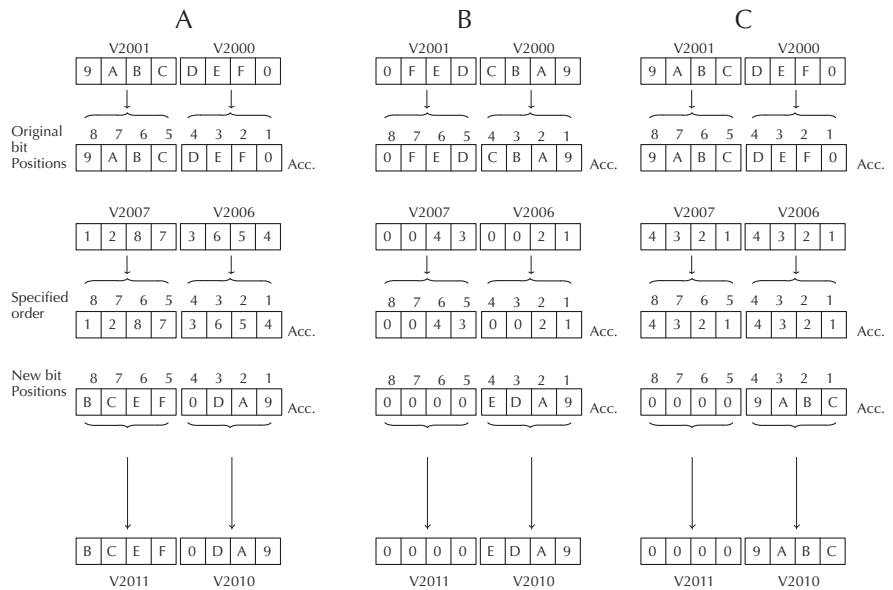 A B C
V2001 V2000 V2001 V2000 V2001 V2000
9 A B C D E F 0 0 F E D C B A 9 9 A B C D E F 0
Original
bit
Positions
8 7 6 5 4 3 2 1 8 7 6 5 4 3 2 1 8 7 6 5 4 3 2 1
9 A B C D E F 0 Acc. 0 F E D C B A 9 Acc. 9 A B C D E F 0 Acc.
V2007 V2006 V2007 V2006 V2007 V2006
1 2 8 7 3 6 5 4 0 0 4 3 0 0 2 1 4 3 2 1 4 3 2 1
Specified
order
8 7 6 5 4 3 2 1 8 7 6 5 4 3 2 1 8 7 6 5 4 3 2 1
1 2 8 7 3 6 5 4 Acc. 0 0 4 3 0 0 2 1 Acc. 4 3 2 1 4 3 2 1 Acc.
New bit
Positions
8 7 6 5 4 3 2 1 8 7 6 5 4 3 2 1 8 7 6 5 4 3 2 1
B C E F 0 D A 9 Acc. 0 0 0 0 E D A 9 Acc. 0 0 0 0 9 A B C Acc.
B C E F 0 D A 9 0 0 0 0 E D A 9 0 0 0 0 9 A B C
V2011 V2010 V2011 V2010 V2011 V2010